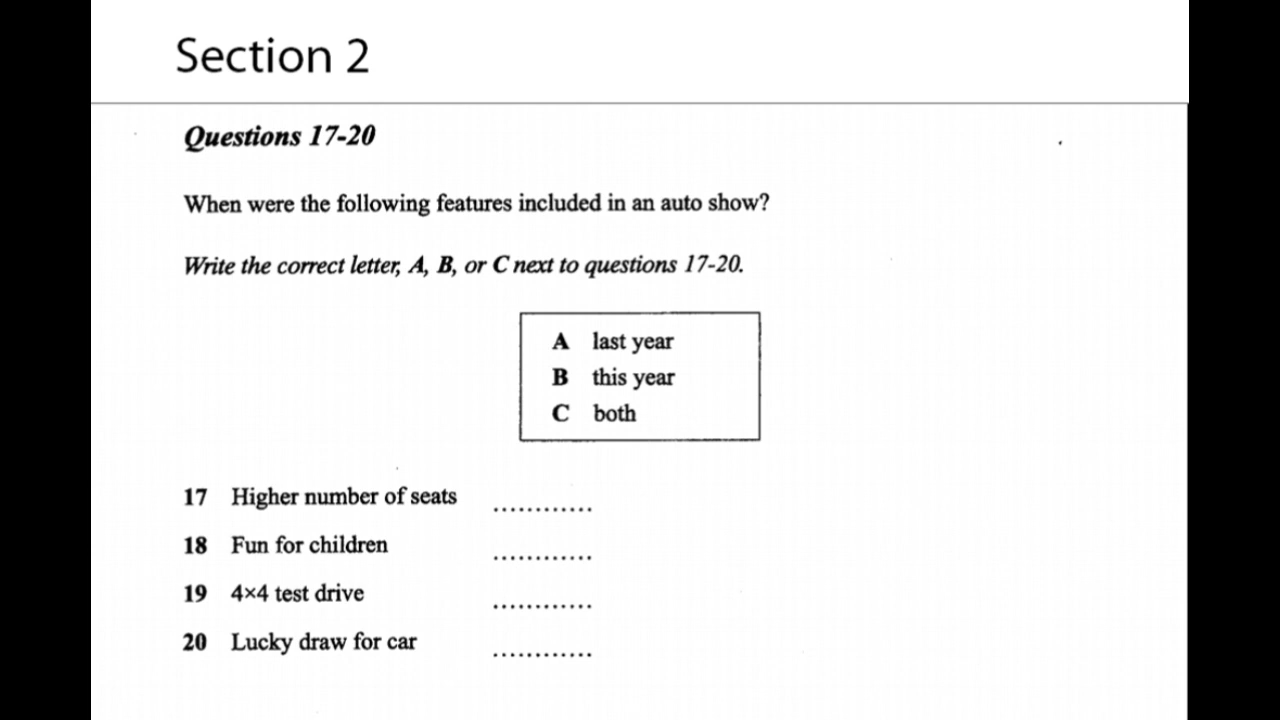 Section 2
Questions 17-20
When were the following features included in an auto show?
Write the correct letter, A, B, or C next to questions 17-20.
A last year
B this year
C both
17 Higher number of seats ............
18 Fun for children ............
19 4×4 test drive ............
20 Lucky draw for car ............